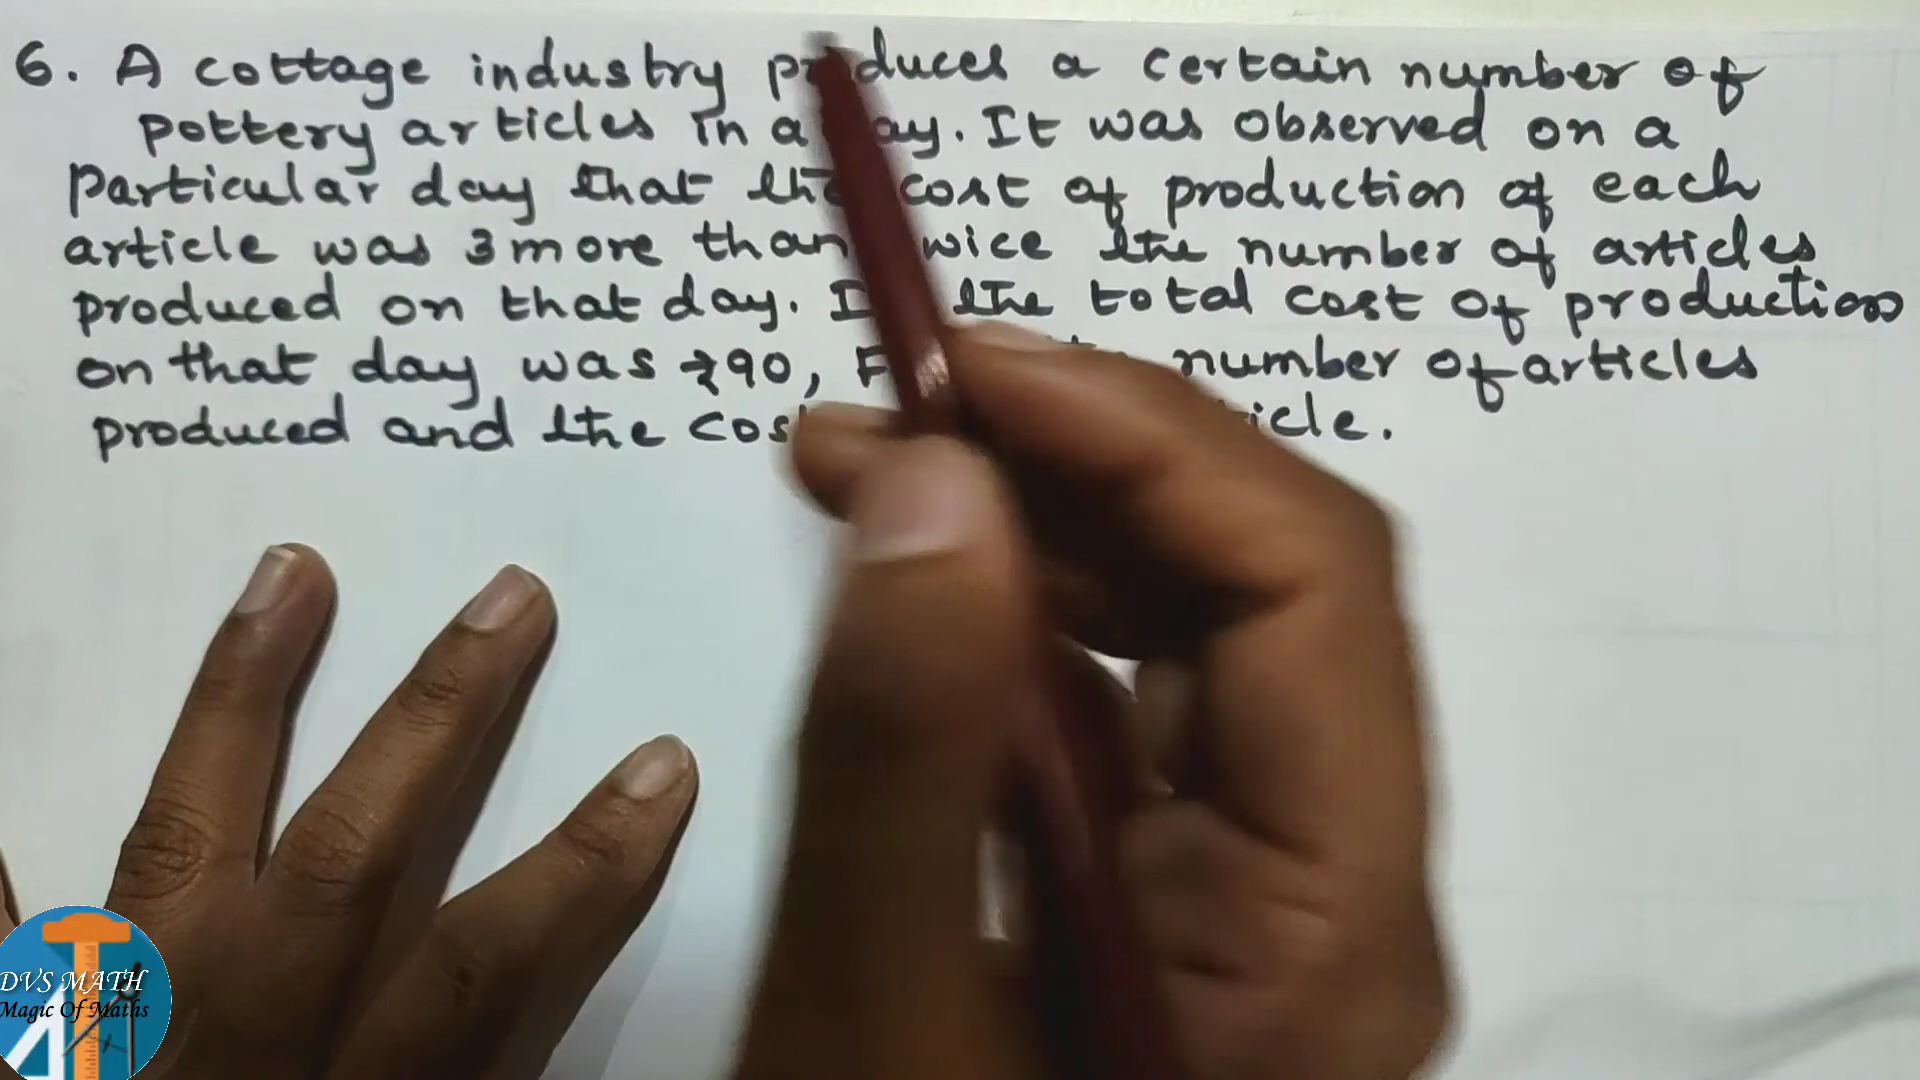 6. A cottage industry produces a certain number of
pottery articles in a day. It was observed on a
Particular day that the cost of production of each
article was 3 more than twice the number of articles
produced on that day. If the total cost of production
on that day was ₹90, number of articles
produced and the
DVS MATH
Magic Of Maths